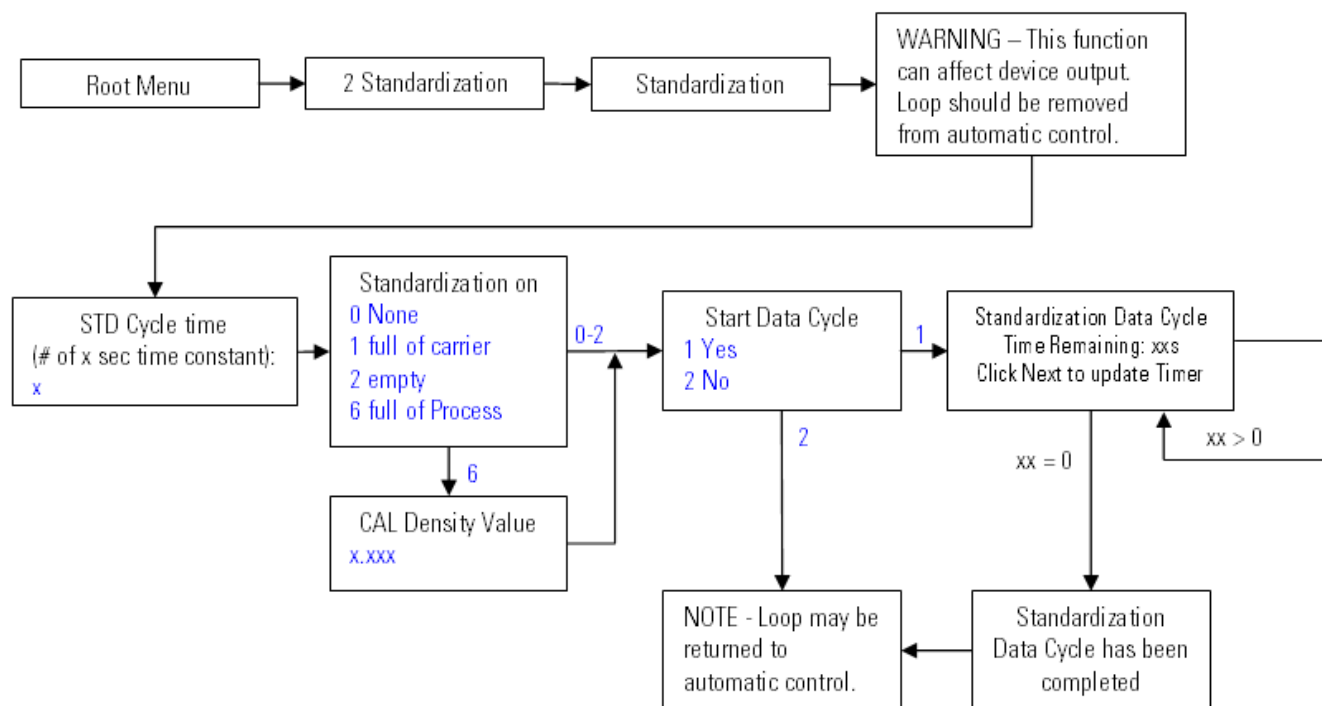 Root Menu
2 Standardization
Standardization
WARNING – This function
can affect device output.
Loop should be removed
from automatic control.
STD Cycle time
(# of x sec time constant):
x
Standardization on
0 None
1 full of carrier
2 empty
6 full of Process
0-2
6
CAL Density Value
x.xxx
Start Data Cycle
1 Yes
2 No
1
2
Standardization Data Cycle
Time Remaining: xxs
Click Next to update Timer
xx = 0
xx > 0
NOTE - Loop may be
returned to
automatic control.
Standardization
Data Cycle has been
completed